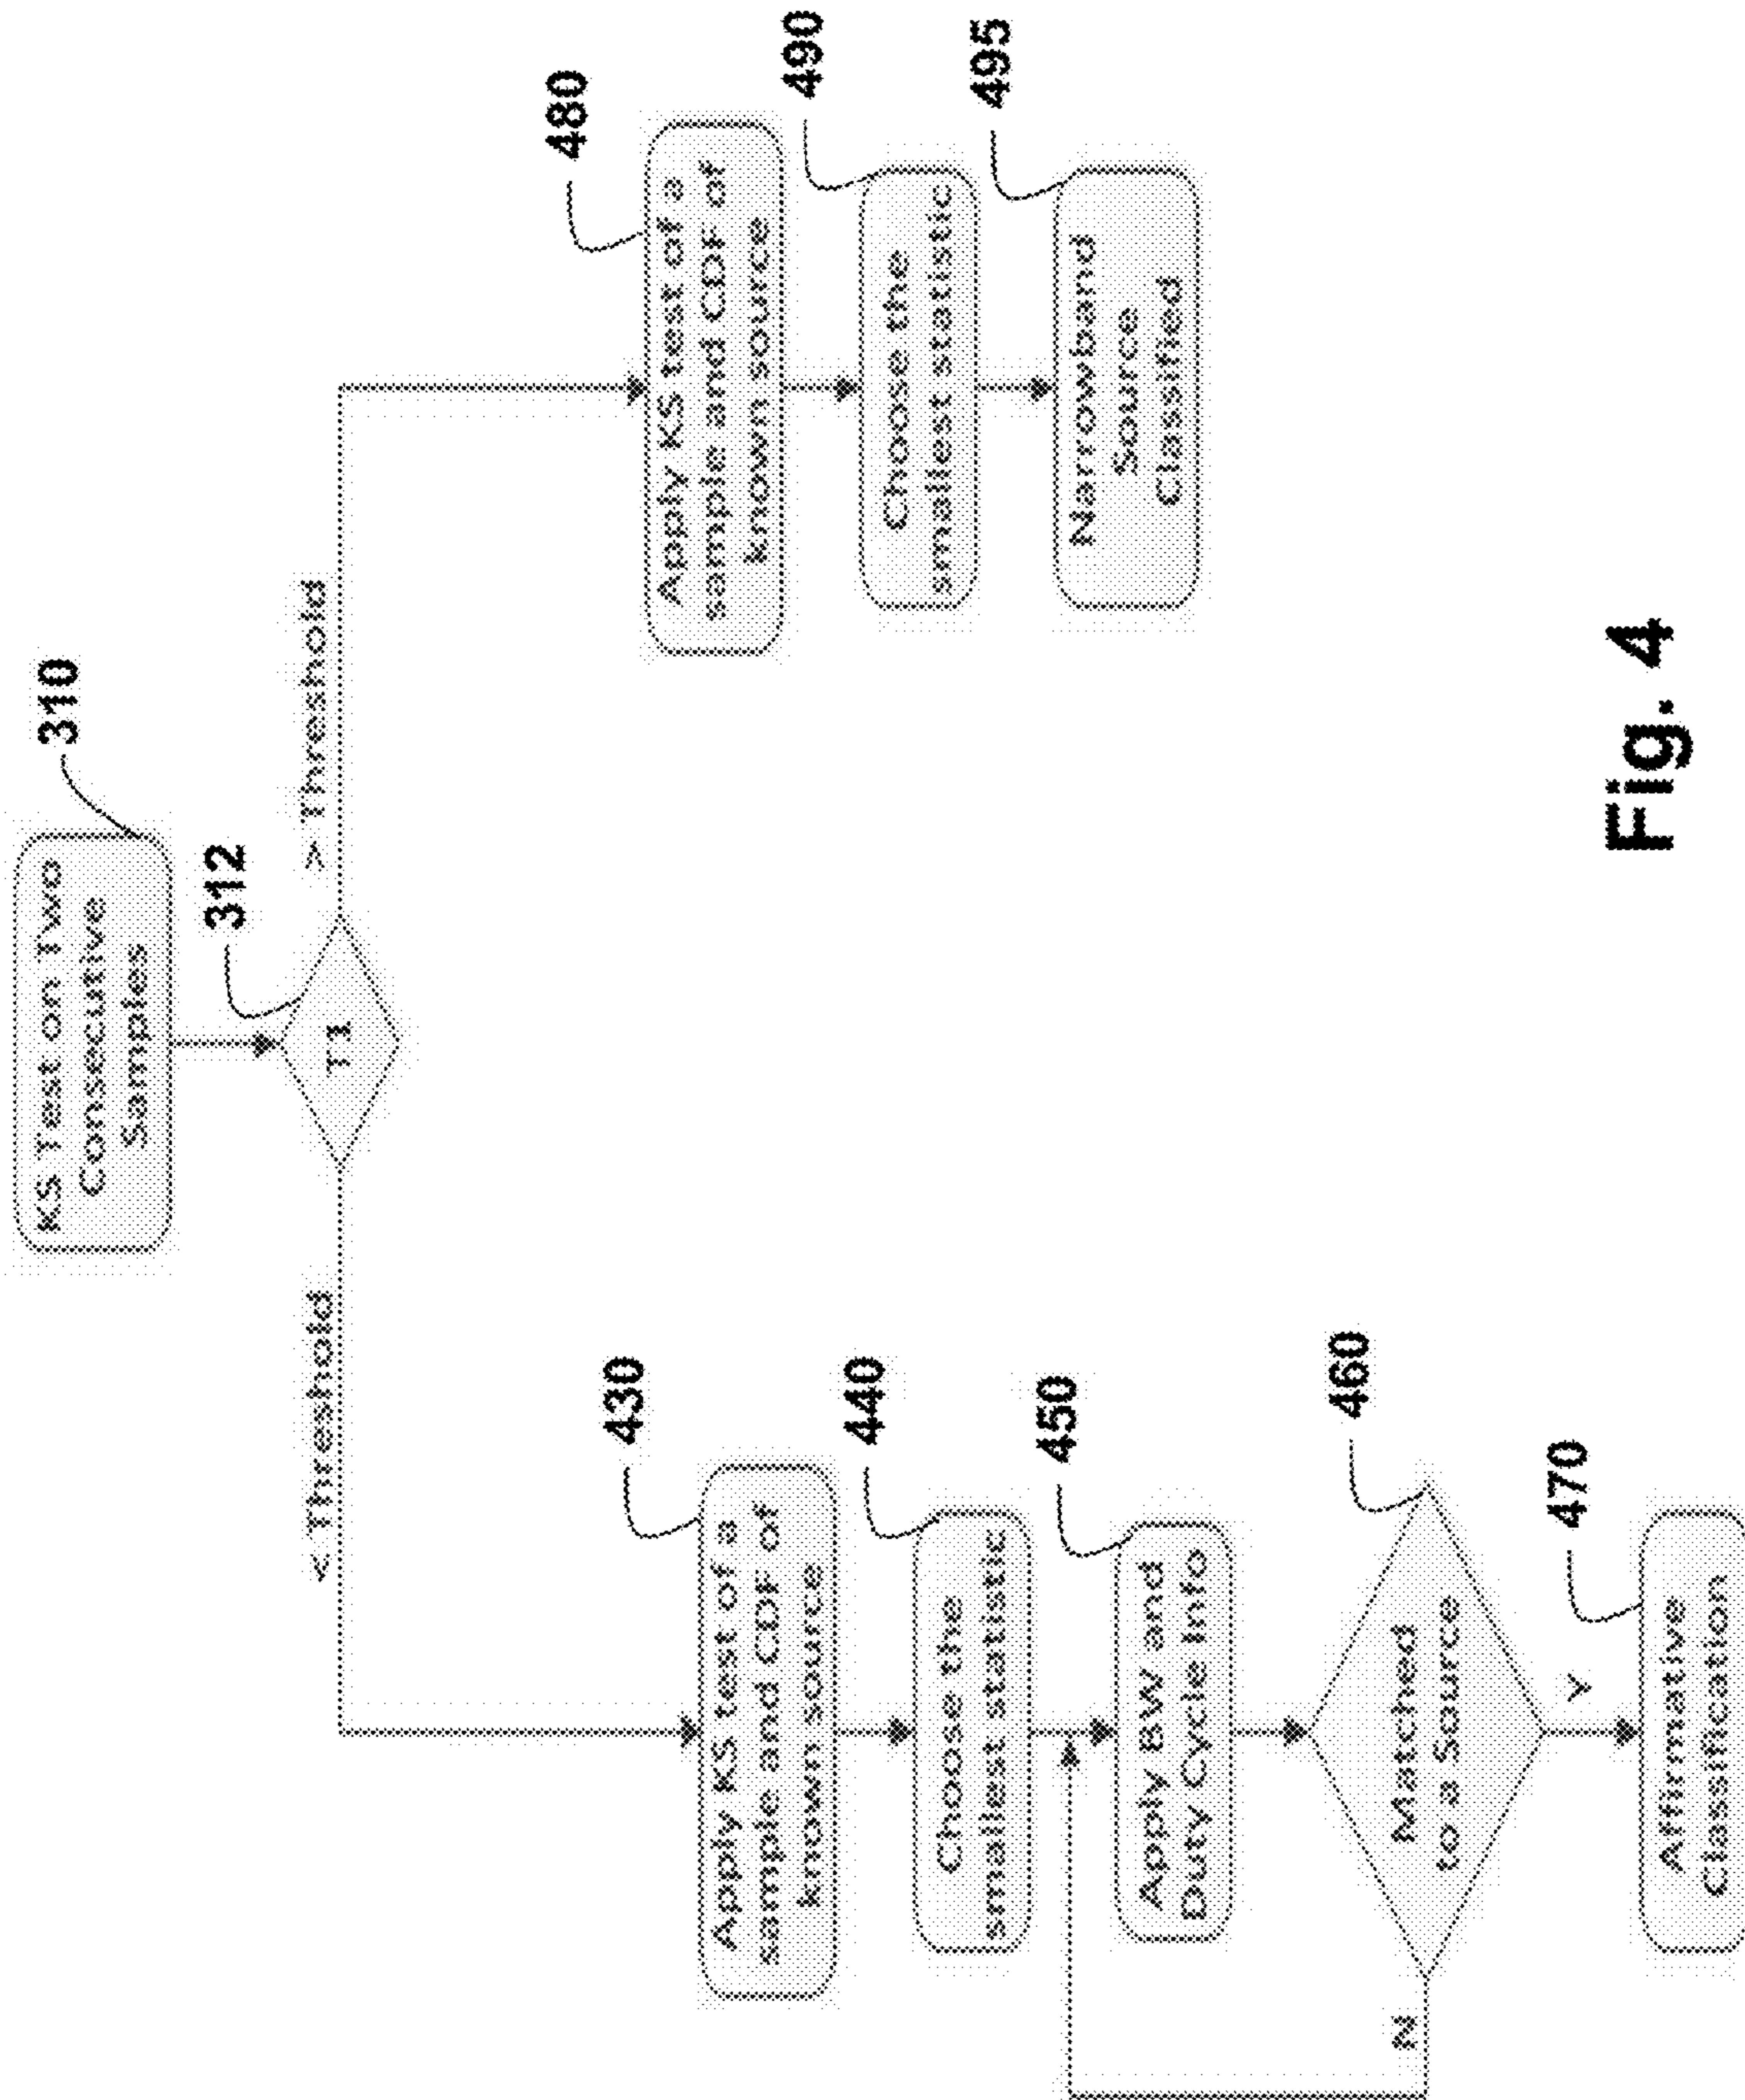 KS Test on Two
Consecutive
Samples
310
T1
312
< Threshold
> Threshold
Apply KS test of a
sample and CDF of
known source
430
Choose the
smallest statistic
440
Apply BW and
Duty Cycle Info
450
Matched
to a Source
460
N
Y
Affirmative
Classification
470
Apply KS test of a
sample and CDF of
known source
480
Choose the
smallest statistic
490
Narrowband
Source
Classified
495
Fig. 4